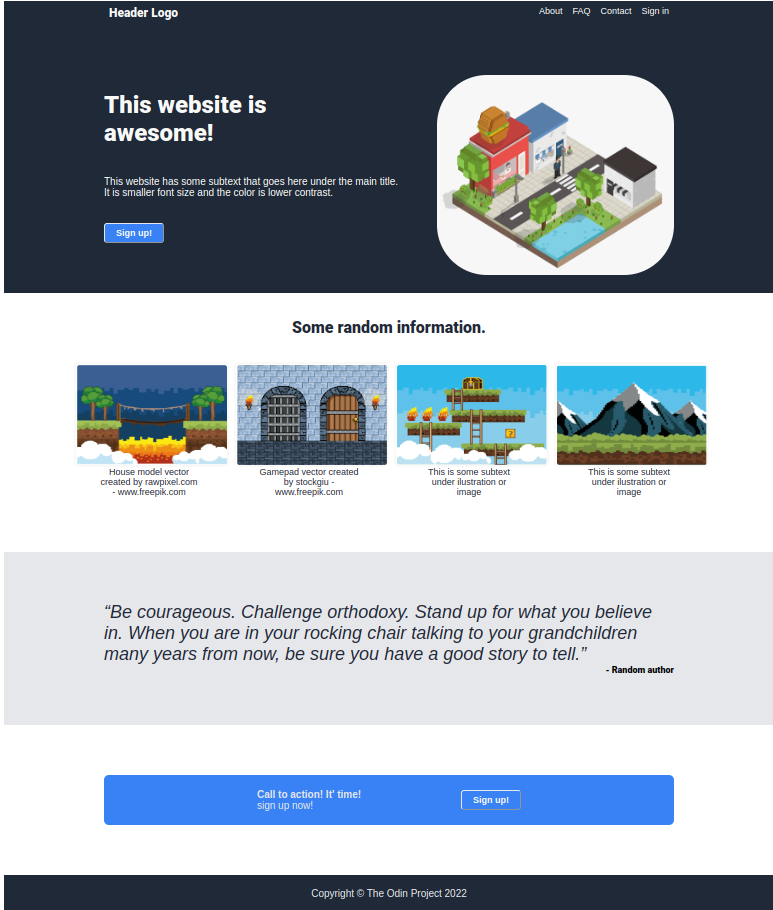 Header Logo
About FAQ Contact Sign in
This website is
awesome!
This website has some subtext that goes here under the main title.
It is smaller font size and the color is lower contrast.
Sign up!
Some random information.
House model vector
created by rawpixel.com
- www.freepik.com
Gamepad vector created
by stockgiu -
www.freepik.com
This is some subtext
under ilustration or
image
This is some subtext
under ilustration or
image
“Be courageous. Challenge orthodoxy. Stand up for what you believe
in. When you are in your rocking chair talking to your grandchildren
many years from now, be sure you have a good story to tell.”
- Random author
Call to action! It' time!
sign up now!
Sign up!
Copyright © The Odin Project 2022